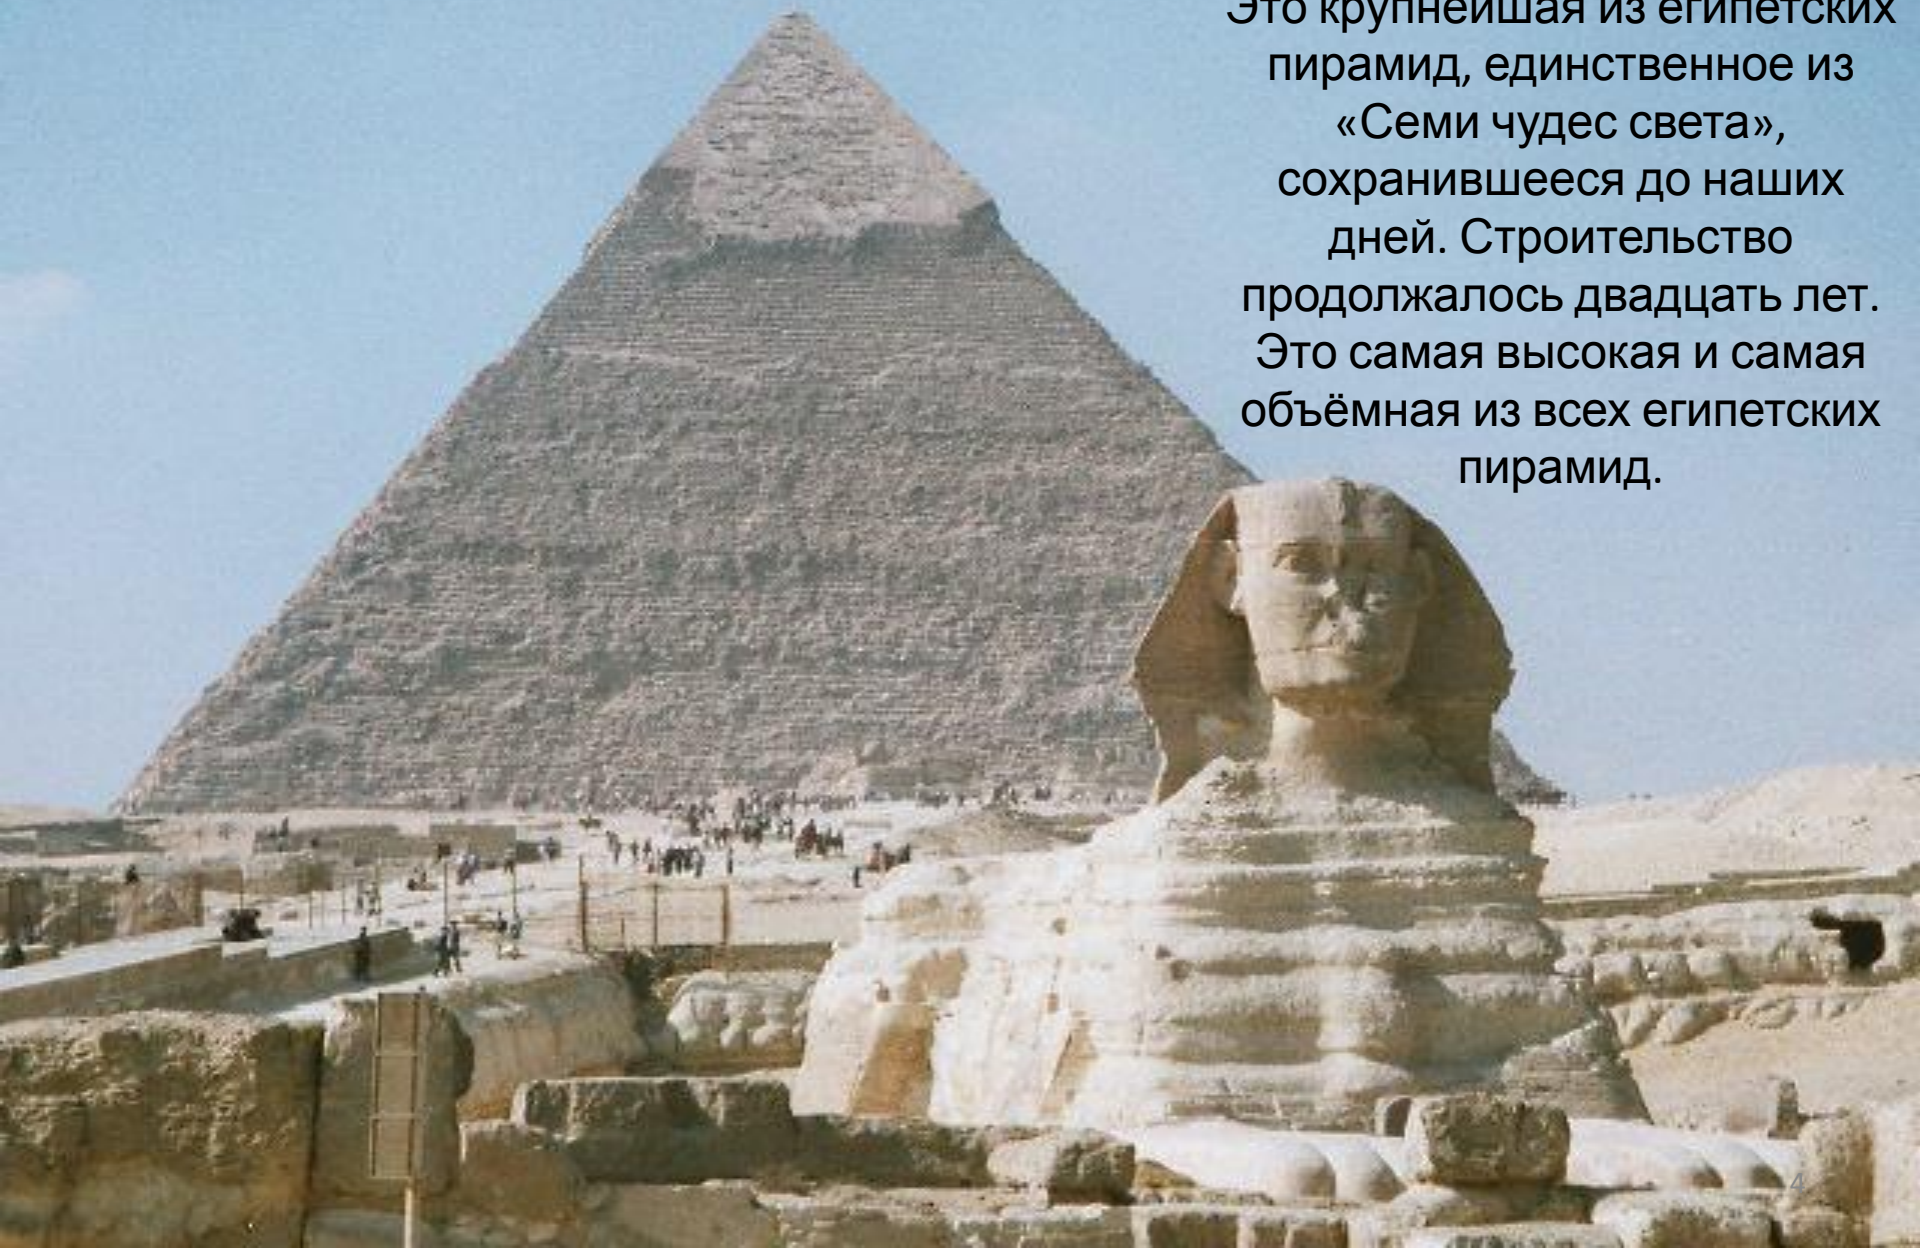 Это крупнейшая из египетских
пирамид, единственное из
«Семи чудес света»,
сохранившееся до наших
дней. Строительство
продолжалось двадцать лет.
Это самая высокая и самая
объёмная из всех египетских
пирамид.
4